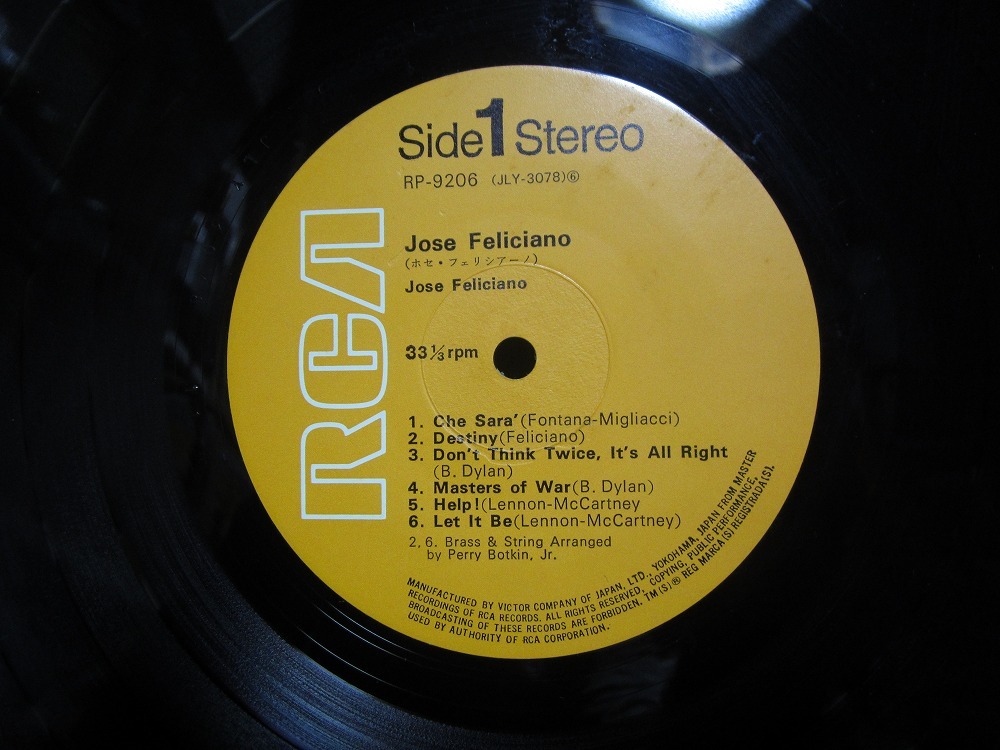 Side 1 Stereo
RP-9206 (JLY-3078)⑥
RCA
Jose Feliciano
(ホセ・フェリシアーノ)
Jose Feliciano
33⅓rpm
1. Che Sara'(Fontana-Migliacci)
2. Destiny(Feliciano)
3. Don't Think Twice, It's All Right
(B. Dylan)
4. Masters of War(B. Dylan)
5. Help!(Lennon-McCartney
6. Let It Be(Lennon-McCartney)
2, 6. Brass & String Arranged
by Perry Botkin, Jr.
MANUFACTURED BY VICTOR COMPANY OF JAPAN, LTD., YOKOHAMA, JAPAN FROM MASTER
RECORDINGS OF RCA RECORDS. ALL RIGHTS RESERVED, COPYING, PUBLIC PERFORMANCE,
BROADCASTING OF THESE RECORDS ARE FORBIDDEN. TM(S)® REG MARCA(S) REGISTRADA(S).
USED BY AUTHORITY OF RCA CORPORATION.